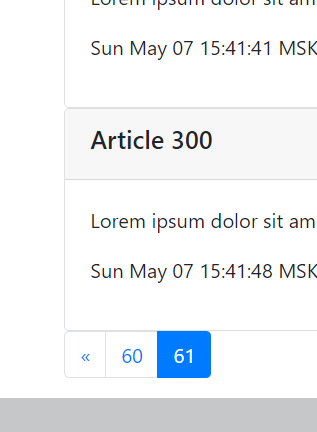 Lorem ipsum dolor sit am
Sun May 07 15:41:41 MSK
Article 300
Lorem ipsum dolor sit am
Sun May 07 15:41:48 MSK
« 60 61